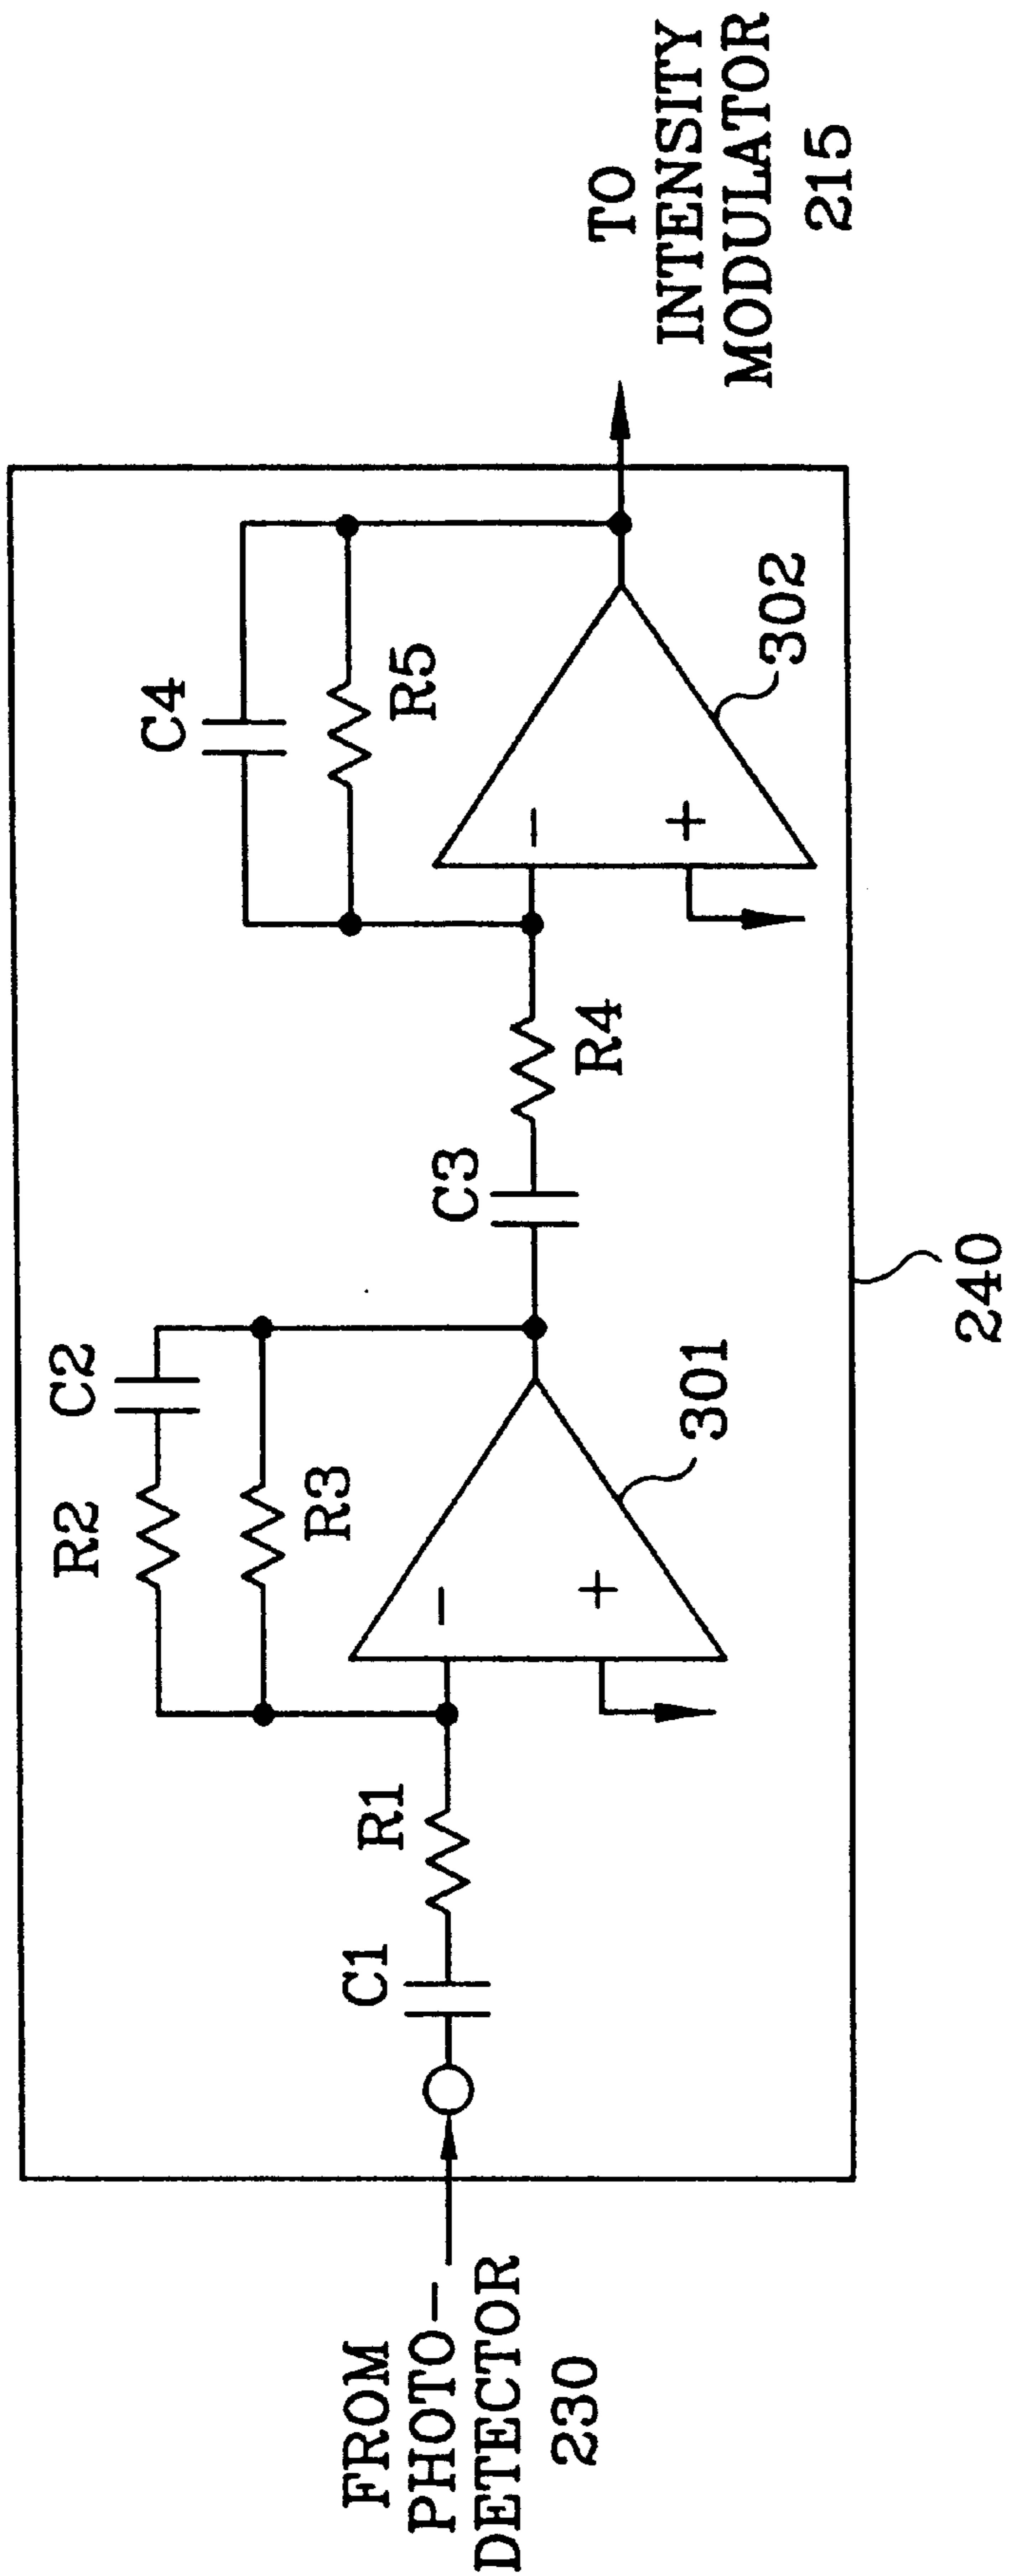 FROM
PHOTO-
DETECTOR
230
C1
R1
R2
C2
R3
-
+
301
C3
R4
C4
R5
-
+
302
240
TO
INTENSITY
MODULATOR
215